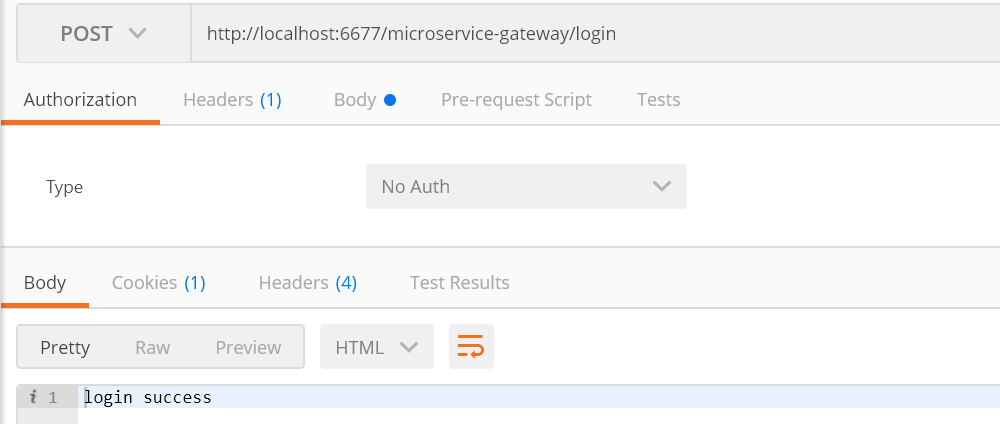 POST http://localhost:6677/microservice-gateway/login
Authorization Headers (1) Body Pre-request Script Tests
Type No Auth
Body Cookies (1) Headers (4) Test Results
Pretty Raw Preview HTML
i 1 login success